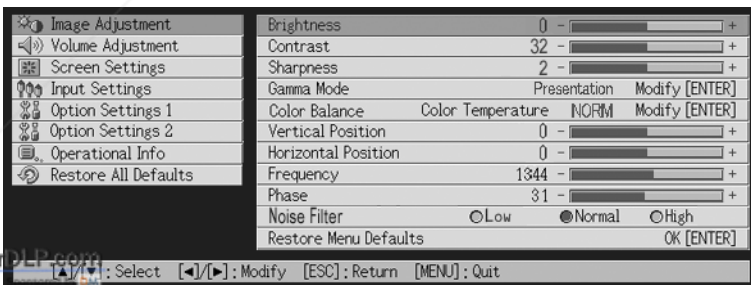 Image Adjustment
Volume Adjustment
Screen Settings
Input Settings
Option Settings 1
Option Settings 2
Operational Info
Restore All Defaults
Brightness 0 - +
Contrast 32 - +
Sharpness 2 - +
Gamma Mode Presentation Modify [ENTER]
Color Balance Color Temperature NORM Modify [ENTER]
Vertical Position 0 - +
Horizontal Position 0 - +
Frequency 1344 - +
Phase 31 - +
Noise Filter Low Normal High
Restore Menu Defaults OK [ENTER]
[▲]/[▼]:Select [◄]/[►]:Modify [ESC]:Return [MENU]:Quit